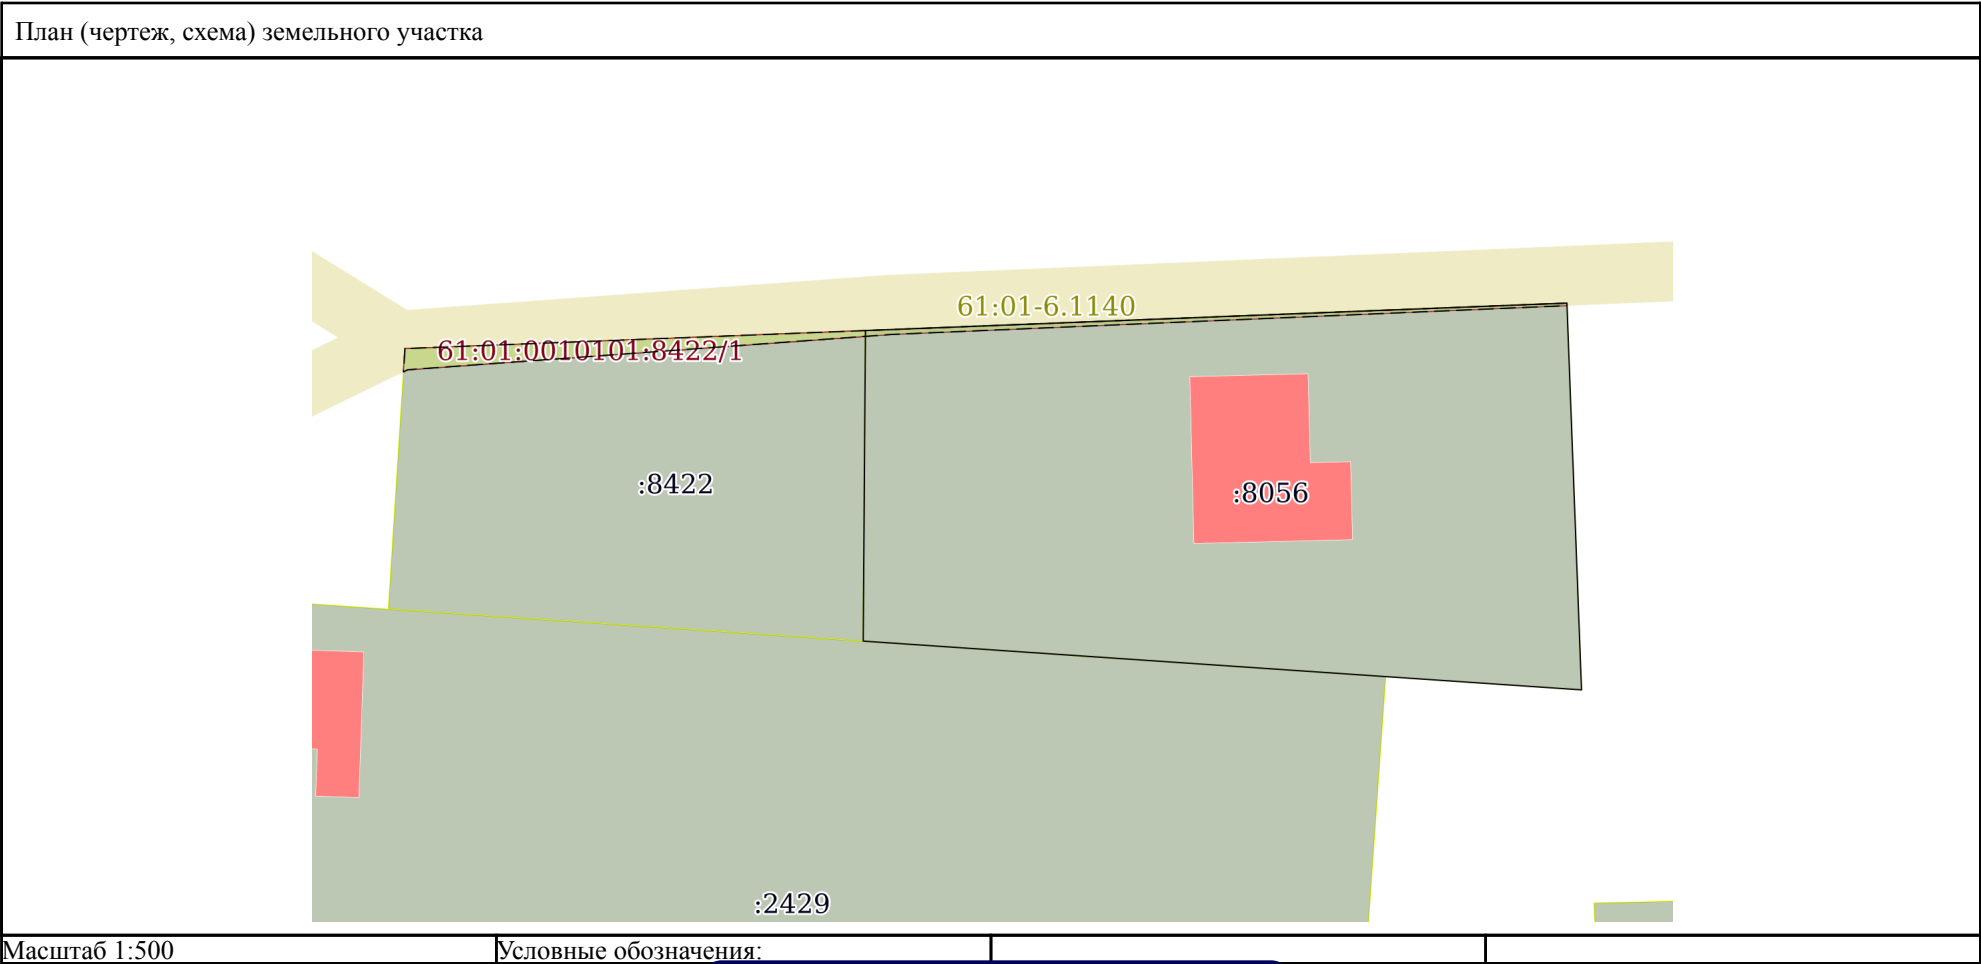 План (чертеж, схема) земельного участка
61:01-6.1140
61:01:0010101:8422/1
:8422
:8056
:2429
Масштаб 1:500
Условные обозначения: